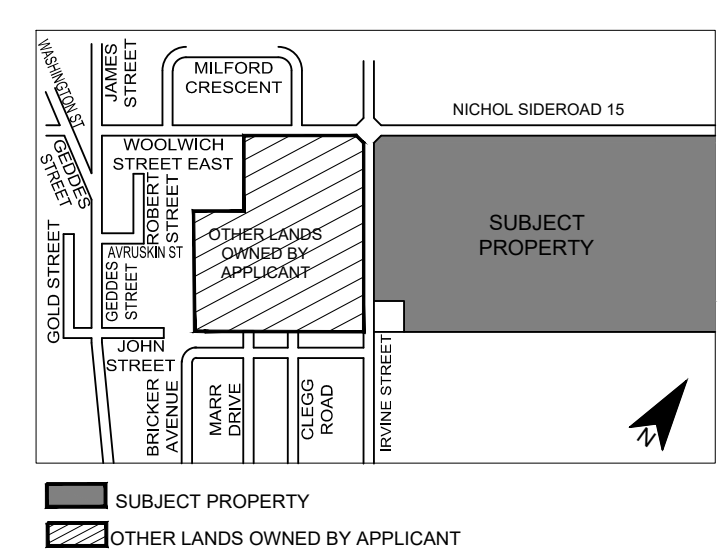 WASHINGTON ST
JAMES
STREET
MILFORD
CRESCENT
NICHOL SIDEROAD 15
WOOLWICH
STREET EAST
GEDDES
STREET
ROBERT
STREET
AVRUSKIN ST
OTHER LANDS
OWNED BY
APPLICANT
SUBJECT
PROPERTY
GOLD STREET
GEDDES
STREET
JOHN
STREET
BRICKER
AVENUE
MARR
DRIVE
CLEGG
ROAD
IRVINE STREET
N
SUBJECT PROPERTY
OTHER LANDS OWNED BY APPLICANT